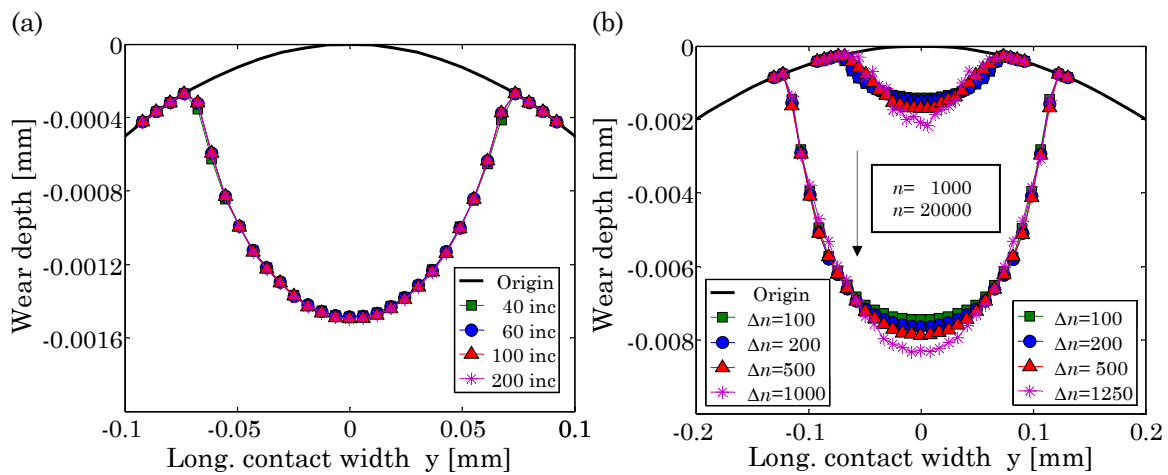 (a)
0
-0.0004
-0.0008
-0.0012
-0.0016
Wear depth [mm]
-0.1
-0.05
0
0.05
0.1
Long. contact width y [mm]
Origin
40 inc
60 inc
100 inc
200 inc
(b)
0
-0.002
-0.004
-0.006
-0.008
Wear depth [mm]
-0.2
-0.1
0
0.1
0.2
Long. contact width y [mm]
n= 1000
n= 20000
Origin
Δn=100
Δn= 200
Δn=500
Δn=1000
Δn=100
Δn= 200
Δn= 500
Δn=1250